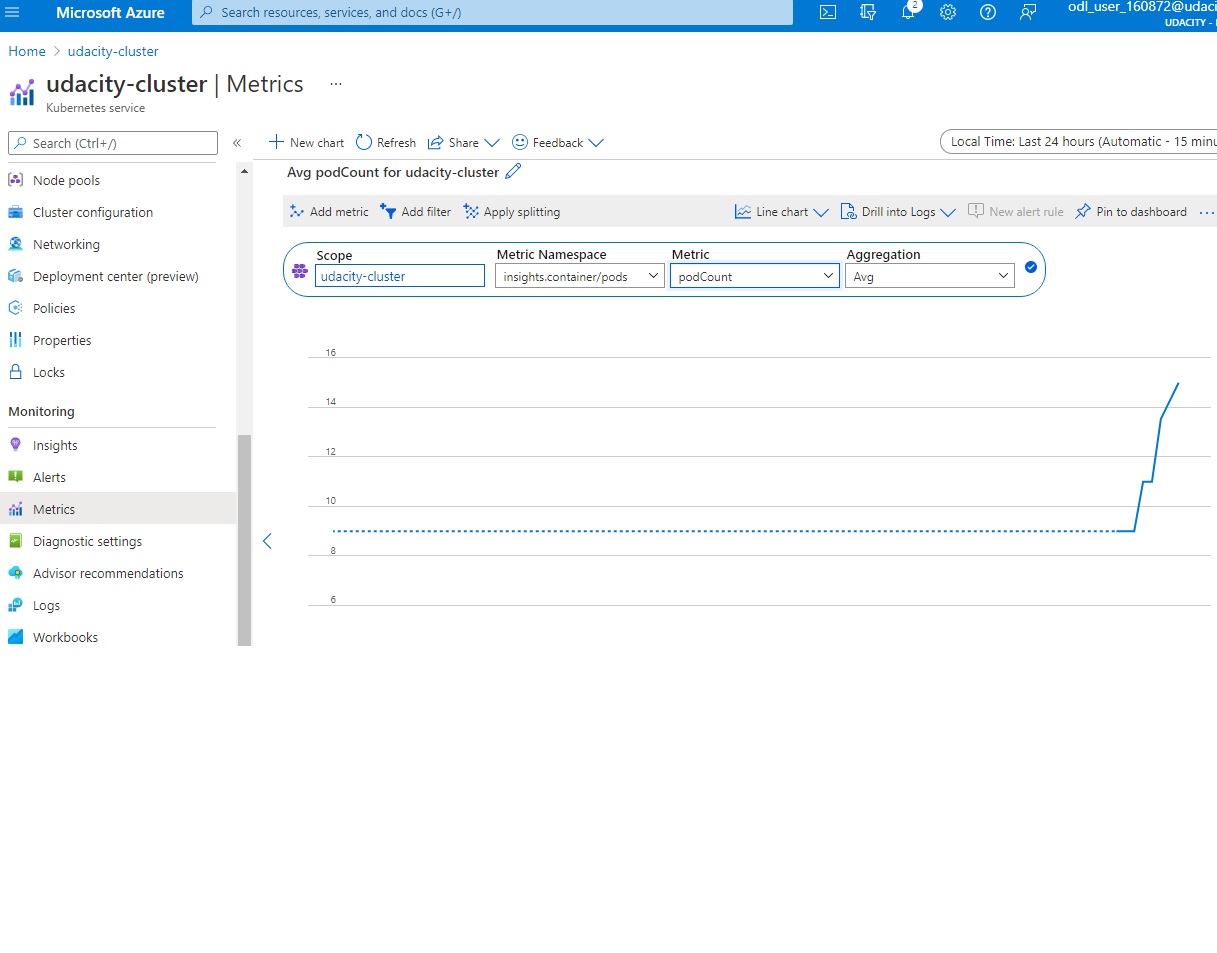 Microsoft Azure
Search resources, services, and docs (G+/)
2
odl_user_160872@udaci
UDACITY -
Home > udacity-cluster
udacity-cluster | Metrics ...
Kubernetes service
Search (Ctrl+/) «
New chart Refresh Share Feedback
Local Time: Last 24 hours (Automatic - 15 minu
Node pools
Cluster configuration
Networking
Deployment center (preview)
Policies
Properties
Locks
Monitoring
Insights
Alerts
Metrics
Diagnostic settings
Advisor recommendations
Logs
Workbooks
Avg podCount for udacity-cluster
Add metric Add filter Apply splitting Line chart Drill into Logs New alert rule Pin to dashboard ...
Scope Metric Namespace Metric Aggregation
udacity-cluster insights.container/pods podCount Avg
16
14
12
10
8
6